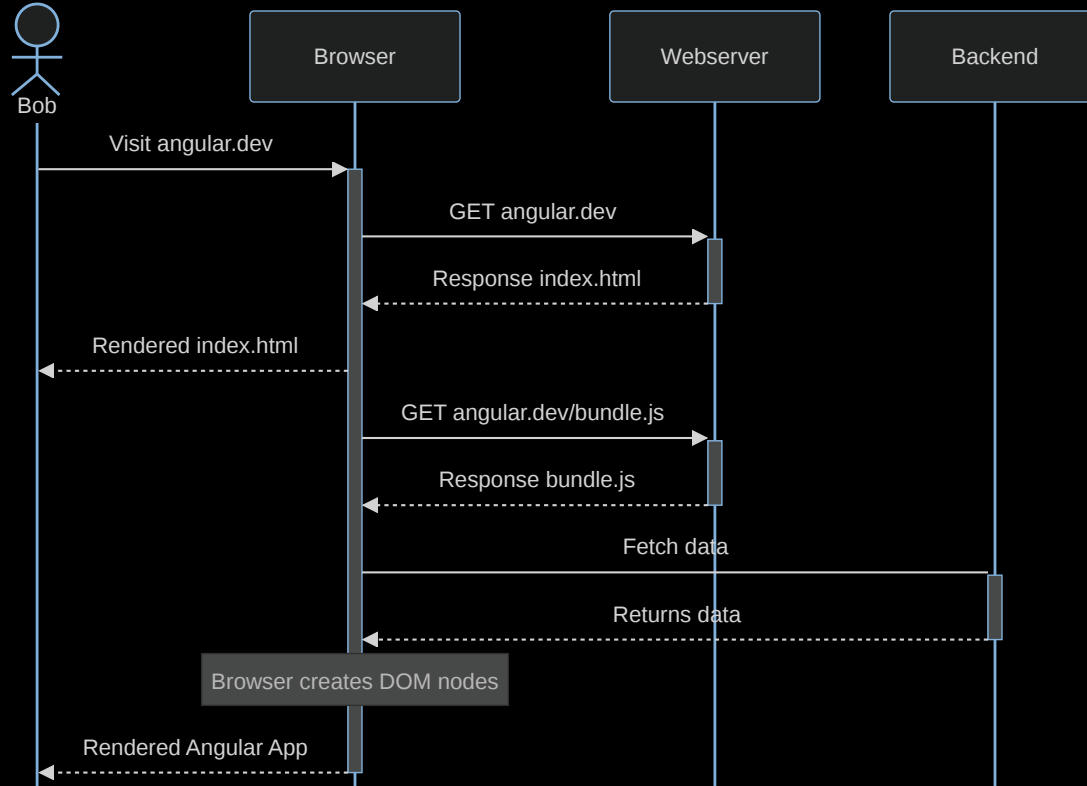 Browser
Webserver
Backend
Bob
Visit angular.dev
GET angular.dev
Response index.html
Rendered index.html
GET angular.dev/bundle.js
Response bundle.js
Fetch data
Returns data
Browser creates DOM nodes
Rendered Angular App